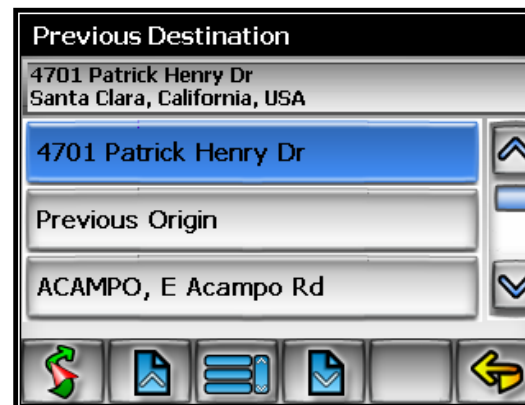 Previous Destination
4701 Patrick Henry Dr
Santa Clara, California, USA
4701 Patrick Henry Dr
Previous Origin
ACAMPO, E Acampo Rd